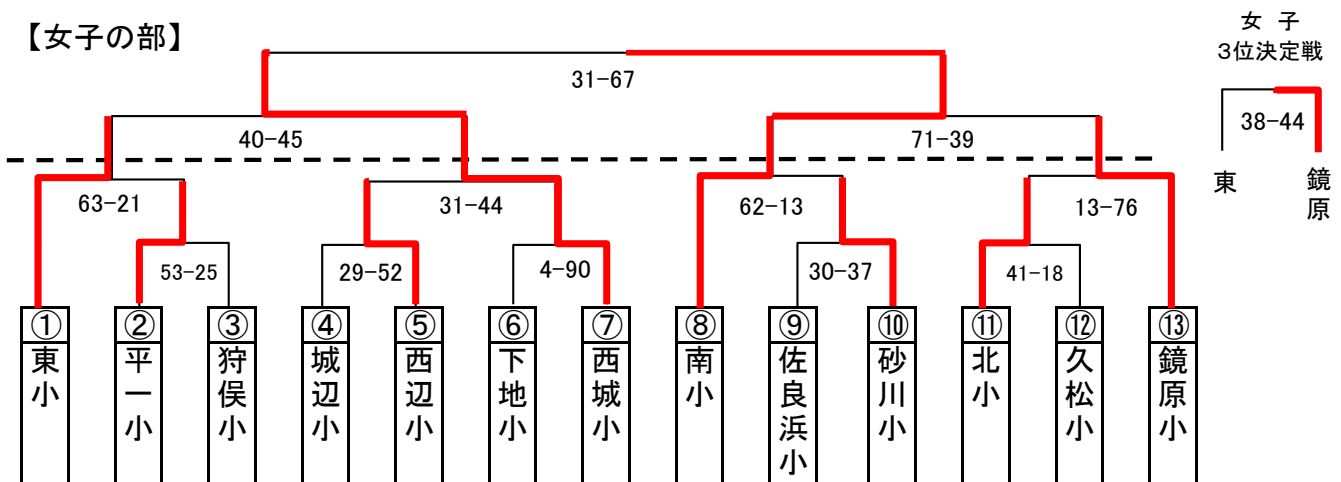 【女子の部】
女 子
3位決定戦
31-67
40-45
71-39
38-44
東
鏡原
63-21
31-44
62-13
13-76
53-25
29-52
4-90
30-37
41-18
①
②
③
④
⑤
⑥
⑦
⑧
⑨
⑩
⑪
⑫
⑬
東小
平一小
狩俣小
城辺小
西辺小
下地小
西城小
南小
佐良浜小
砂川小
北小
久松小
鏡原小